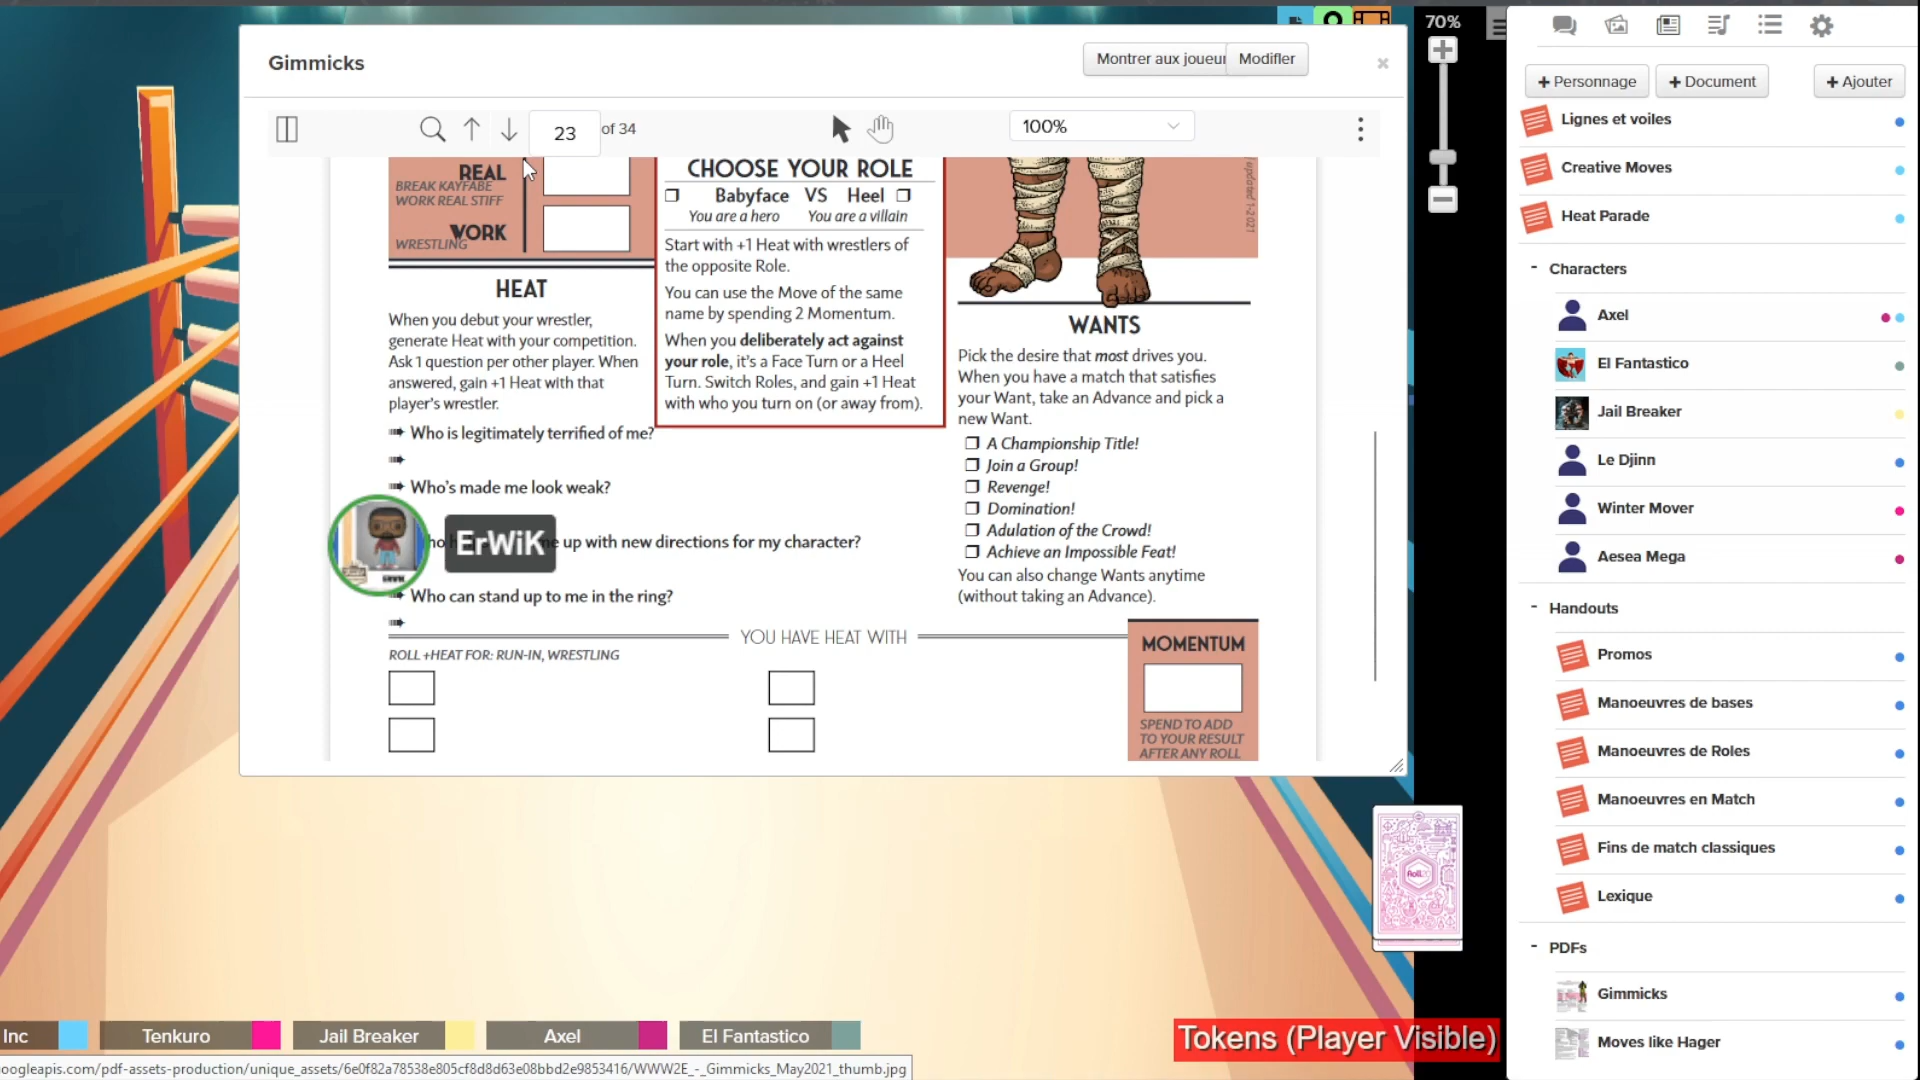 Gimmicks
Montrer aux joueur
Modifier
23
of 34
100%
REAL
BREAK KAYFABE
WORK REAL STIFF
WORK
WRESTLING
HEAT
When you debut your wrestler,
generate Heat with your competition.
Ask 1 question per other player. When
answered, gain +1 Heat with that
player's wrestler.
Who is legitimately terrified of me?
Who's made me look weak?
up with new directions for my character?
ErWiK
Who can stand up to me in the ring?
CHOOSE YOUR ROLE
Babyface VS Heel
You are a hero You are a villain
Start with +1 Heat with wrestlers of
the opposite Role.
You can use the Move of the same
name by spending 2 Momentum.
When you deliberately act against
your role, it's a Face Turn or a Heel
Turn. Switch Roles, and gain +1 Heat
with who you turn on (or away from).
updated 1-2021
WANTS
Pick the desire that most drives you.
When you have a match that satisfies
your Want, take an Advance and pick a
new Want.
A Championship Title!
Join a Group!
Revenge!
Domination!
Adulation of the Crowd!
Achieve an Impossible Feat!
You can also change Wants anytime
(without taking an Advance).
YOU HAVE HEAT WITH
ROLL +HEAT FOR: RUN-IN, WRESTLING
MOMENTUM
SPEND TO ADD
TO YOUR RESULT
AFTER ANY ROLL
70%
+ Personnage
+ Document
+ Ajouter
Lignes et voiles
Creative Moves
Heat Parade
- Characters
Axel
El Fantastico
Jail Breaker
Le Djinn
Winter Mover
Aesea Mega
- Handouts
Promos
Manoeuvres de bases
Manoeuvres de Roles
Manoeuvres en Match
Fins de match classiques
Lexique
- PDFs
Gimmicks
Moves like Hager
Roll20
Inc
Tenkuro
Jail Breaker
Axel
El Fantastico
Tokens (Player Visible)
oogleapis.com/pdf-assets-production/unique_assets/6e0f82a78538e805cf8d8d63e08bbd2e9853416/WWW2E_-_Gimmicks_May2021_thumb.jpg